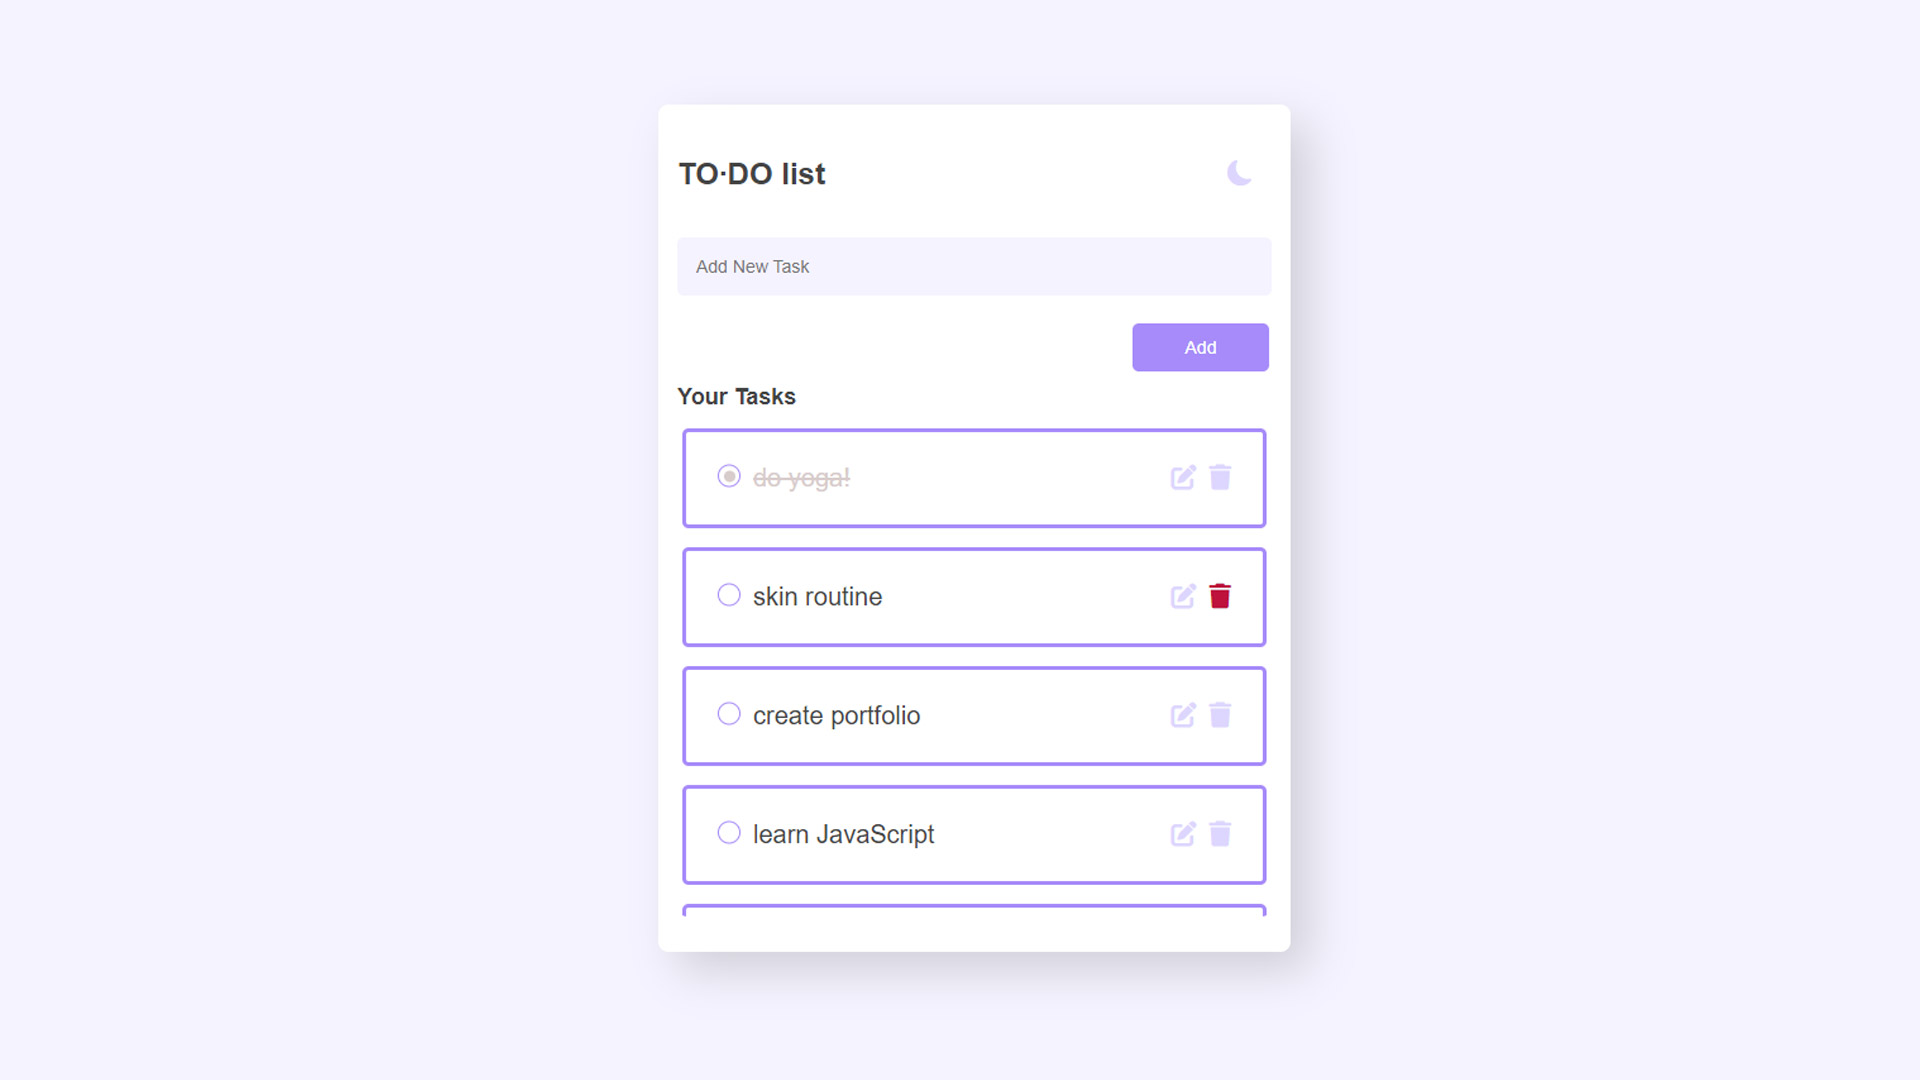 TO·DO list
Add New Task
Add
Your Tasks
do yoga!
skin routine
create portfolio
learn JavaScript